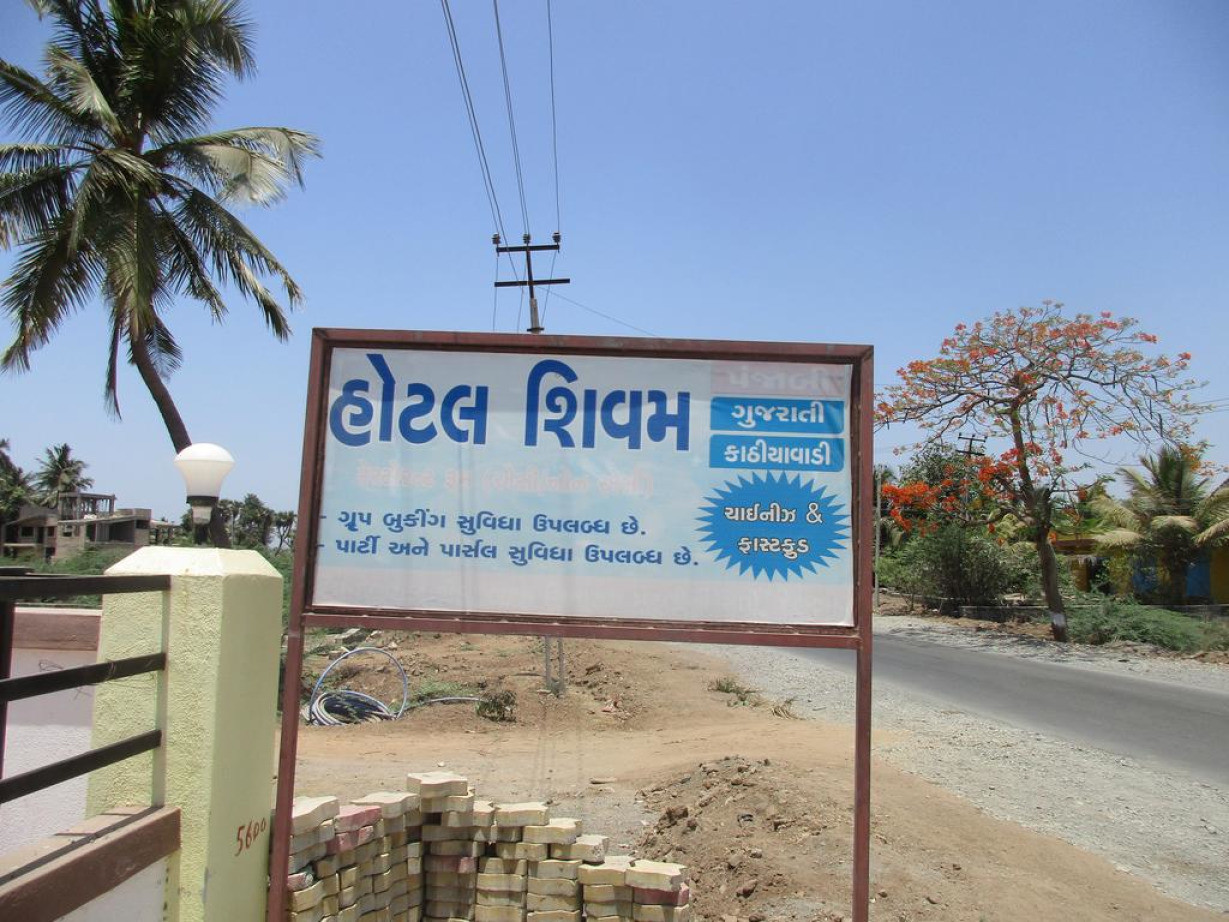 હોટલ શિવમ
પંજાબી
ગુજરાતી
કાઠીયાવાડી
ચાઈનીઝ &
ફાસ્ટફુડ
- ગ્રૃપ બુકીંગ સુવિધા ઉપલબ્ધ છે.
- પાર્ટી અને પાર્સલ સુવિધા ઉપલબ્ધ છે.
5600